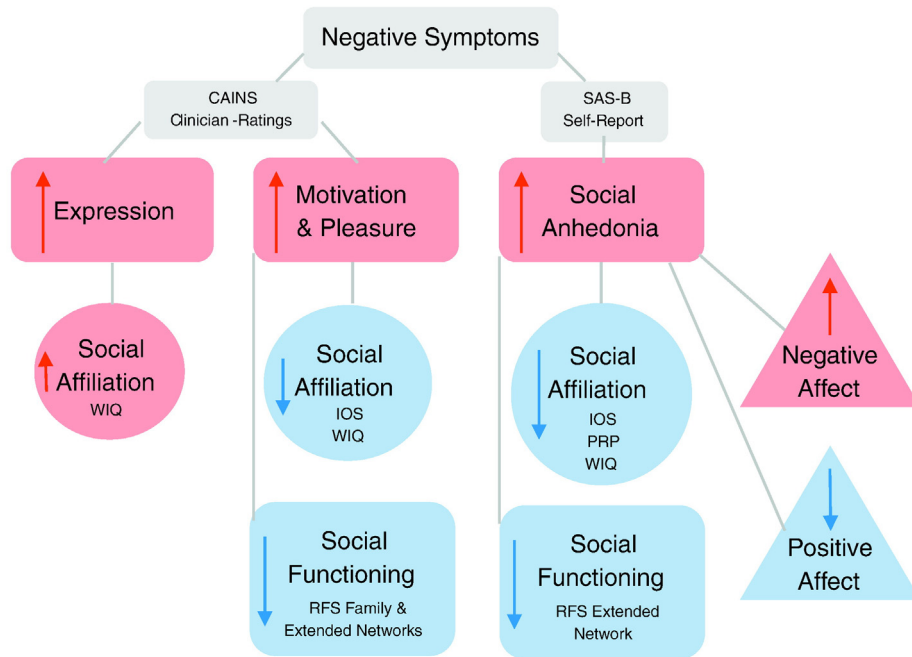 Negative Symptoms
CAINS
Clinician -Ratings
SAS-B
Self-Report
Expression
Motivation
& Pleasure
Social
Anhedonia
Social
Affiliation
WIQ
Social
Affiliation
IOS
WIQ
Social
Affiliation
IOS
PRP
WIQ
Negative
Affect
Social
Functioning
RFS Family &
Extended Networks
Social
Functioning
RFS Extended
Network
Positive
Affect